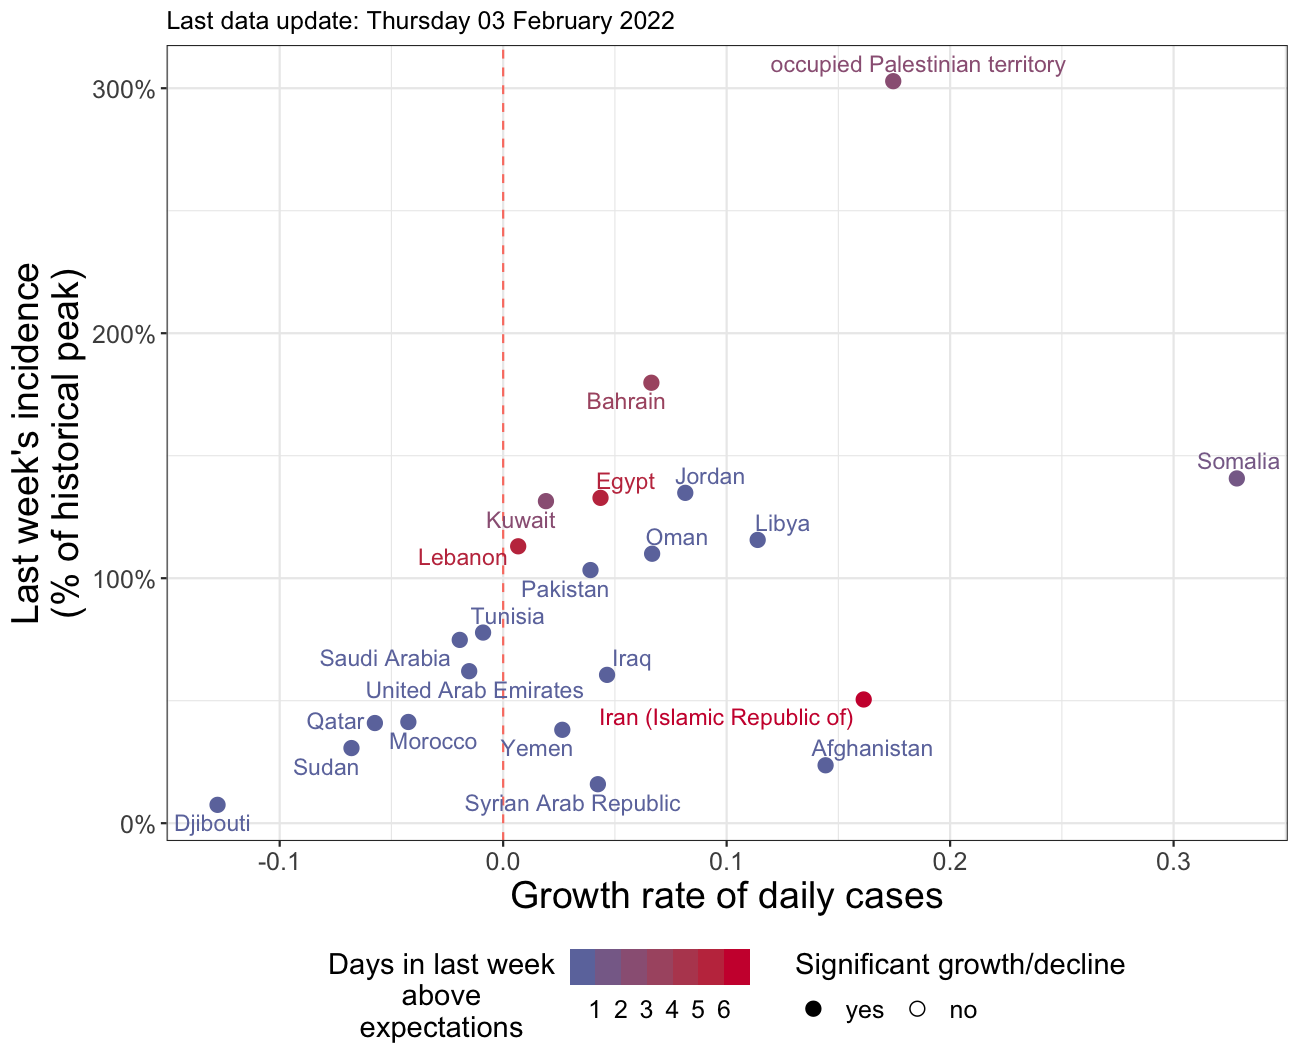 Last data update: Thursday 03 February 2022
occupied Palestinian territory
300%
200%
Bahrain
Somalia
Jordan
Egypt
Kuwait
Libya
Oman
Lebanon
100%
Pakistan
Tunisia
Saudi Arabia
Iraq
United Arab Emirates
Iran (Islamic Republic of)
Qatar
Morocco
Yemen
Afghanistan
Sudan
Syrian Arab Republic
Djibouti
0%
Last week's incidence
(% of historical peak)
-0.1 0.0 0.1 0.2 0.3
Growth rate of daily cases
Days in last week
above
expectations
1 2 3 4 5 6
Significant growth/decline
yes no